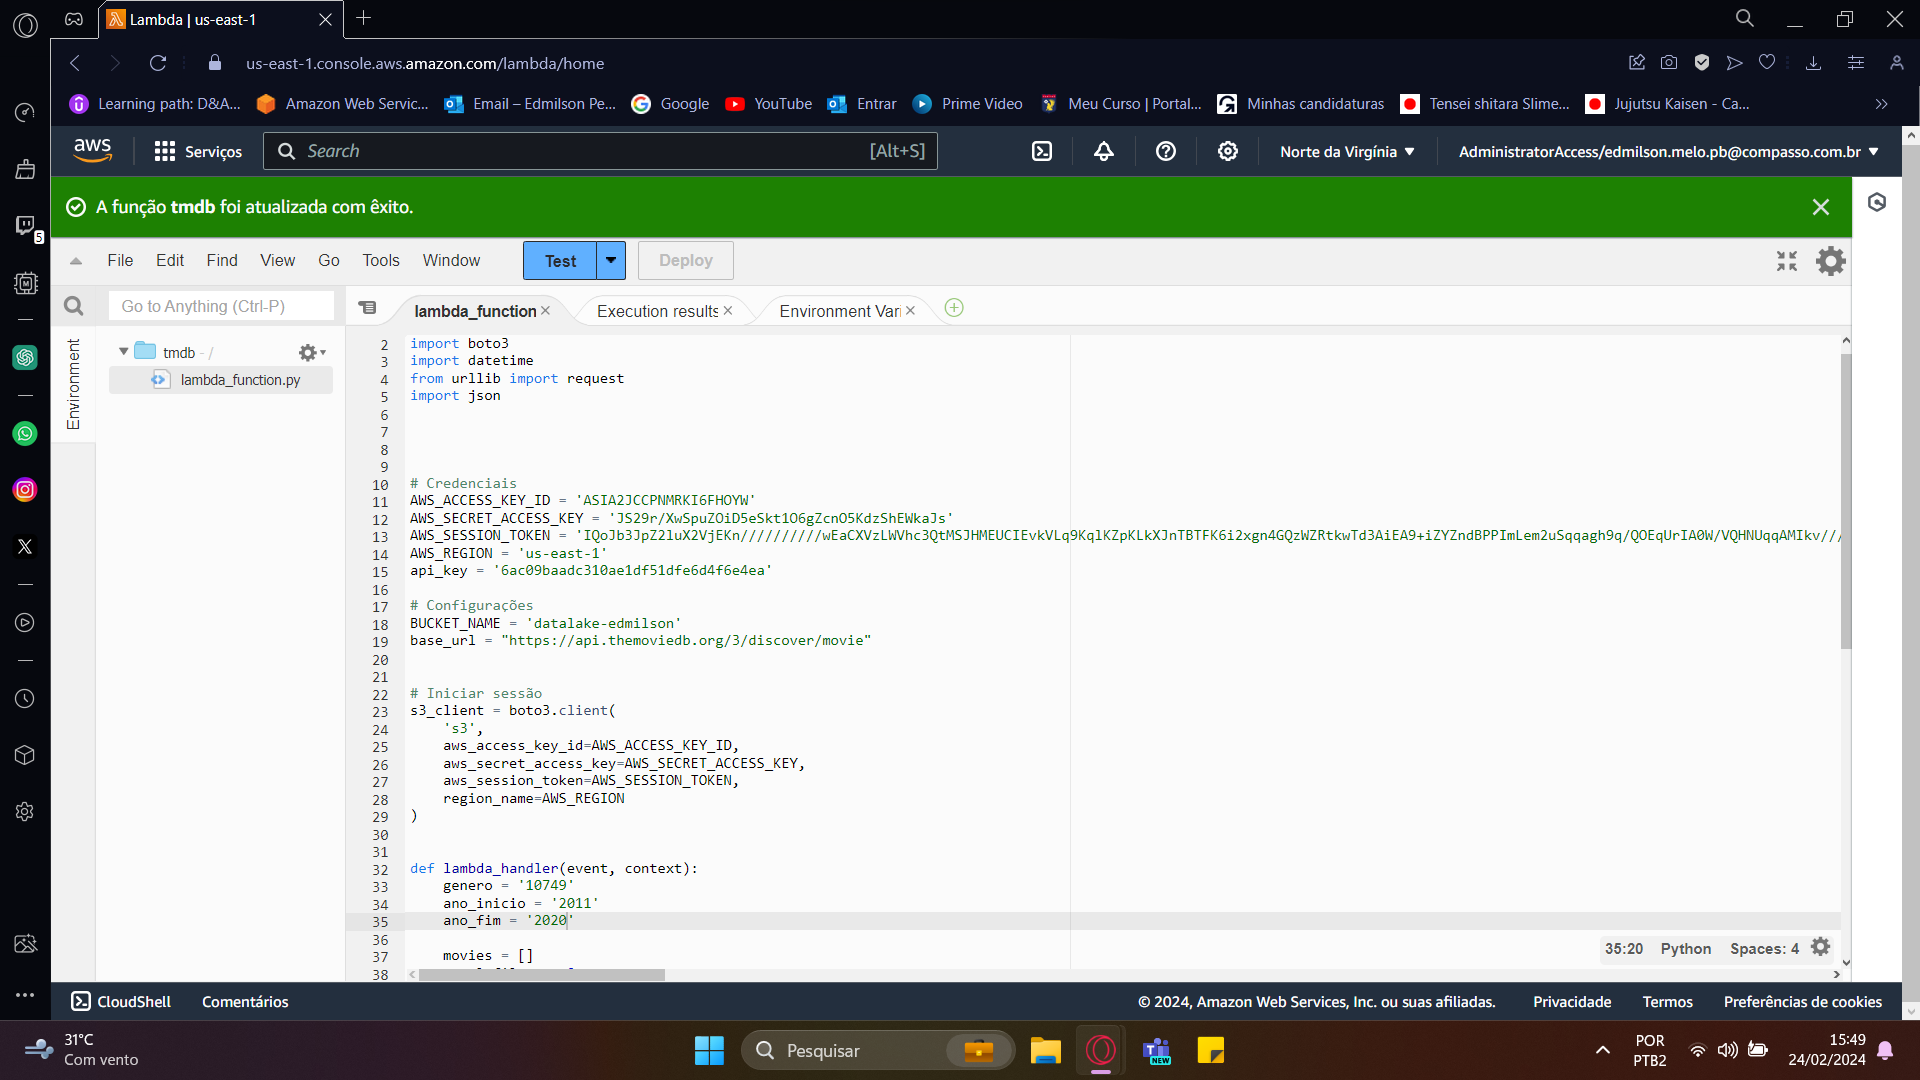 Lambda | us-east-1
us-east-1.console.aws.amazon.com/lambda/home
Learning path: D&A...
Amazon Web Servic...
Email – Edmilson Pe...
Google
YouTube
Entrar
Prime Video
Meu Curso | Portal...
Minhas candidaturas
Tensei shitara Slime...
Jujutsu Kaisen - Ca...
aws
Serviços
Search
[Alt+S]
Norte da Virgínia
AdministratorAccess/edmilson.melo.pb@compasso.com.br
A função tmdb foi atualizada com êxito.
5
File Edit Find View Go Tools Window
Test
Deploy
Go to Anything (Ctrl-P)
lambda_function
Execution results
Environment Vari
Environment
tmdb - /
lambda_function.py
2 import boto3
3 import datetime
4 from urllib import request
5 import json
6
7
8
9
10 # Credenciais
11 AWS_ACCESS_KEY_ID = 'ASIA2JCCPNMRKI6FHOYW'
12 AWS_SECRET_ACCESS_KEY = 'JS29r/XwSpuZOiD5eSkt1O6gZcnO5KdzShEWkaJs'
13 AWS_SESSION_TOKEN =
14 AWS_REGION = 'us-east-1'
15 api_key = '6ac09baadc310ae1df51dfe6d4f6e4ea'
16
17 # Configurações
18 BUCKET_NAME = 'datalake-edmilson'
19 base_url = "https://api.themoviedb.org/3/discover/movie"
20
21
22 # Iniciar sessão
23 s3_client = boto3.client(
24 's3',
25 aws_access_key_id=AWS_ACCESS_KEY_ID,
26 aws_secret_access_key=AWS_SECRET_ACCESS_KEY,
27 aws_session_token=AWS_SESSION_TOKEN,
28 region_name=AWS_REGION
29 )
30
31
32 def lambda_handler(event, context):
33 genero = '10749'
34 ano_inicio = '2011'
35 ano_fim = '2020'
36
37 movies = []
38
35:20 Python Spaces: 4
CloudShell
Comentários
© 2024, Amazon Web Services, Inc. ou suas afiliadas.
Privacidade
Termos
Preferências de cookies
31°C
Com vento
Pesquisar
NEW
POR
PTB2
15:49
24/02/2024